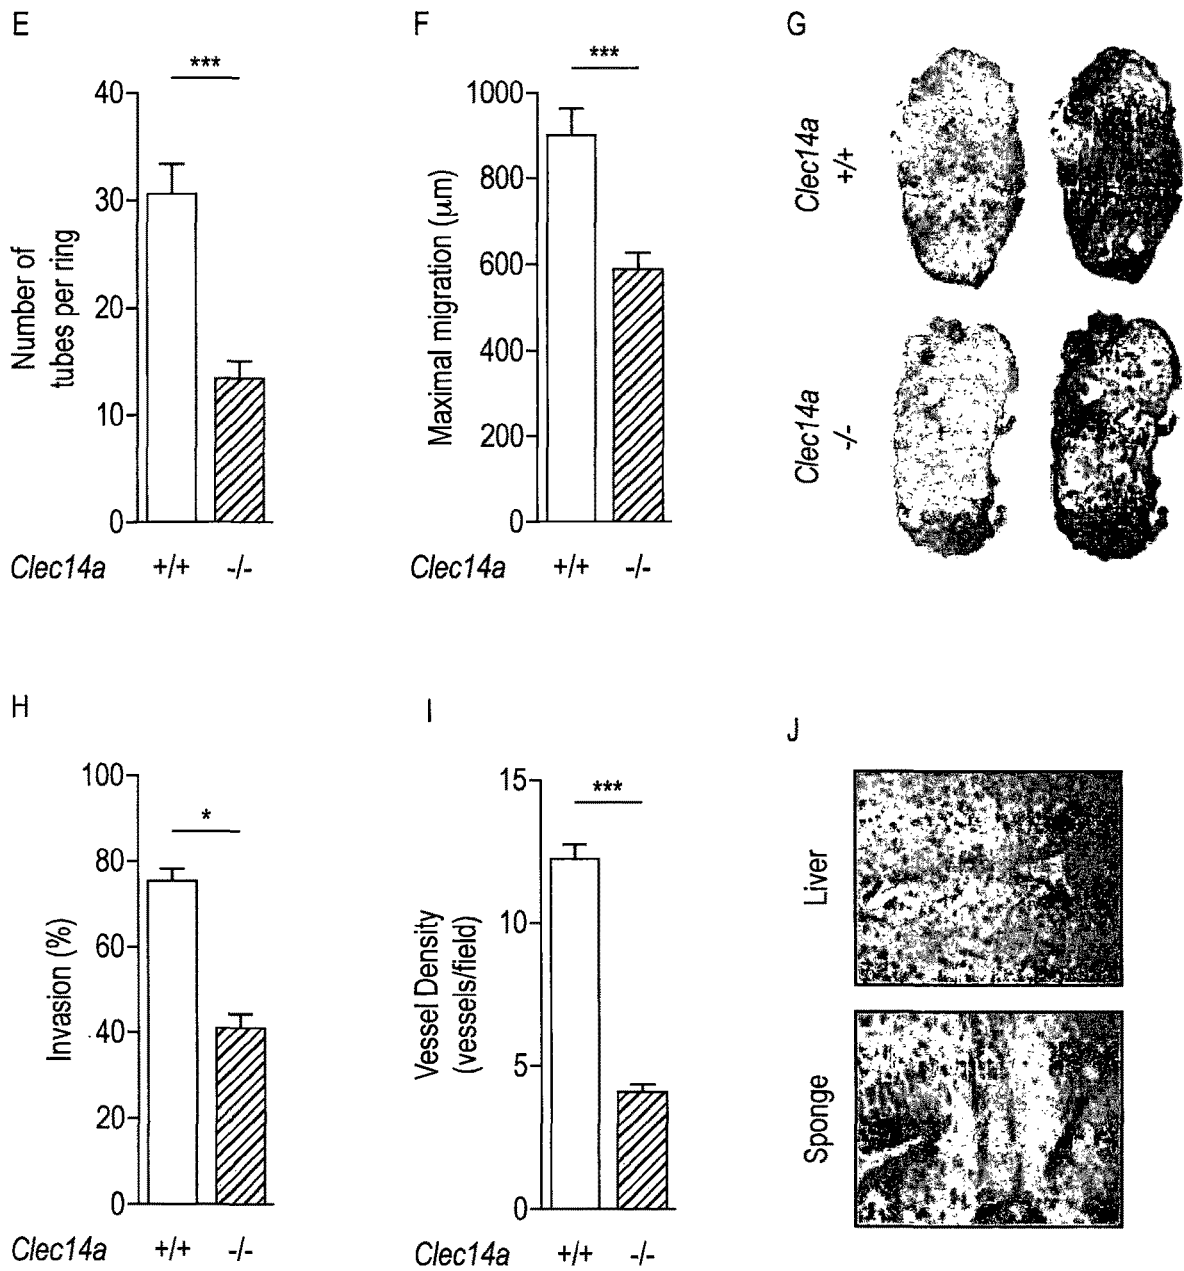 E
***
40
30
20
10
0
Number of
tubes per ring
Clec14a +/+ -/-
F
***
1000
800
600
400
200
0
Maximal migration (μm)
Clec14a +/+ -/-
G
Clec14a
+/+
Clec14a
-/-
H
*
100
80
60
40
20
0
Invasion (%)
Clec14a +/+ -/-
I
***
15
10
5
0
Vessel Density
(vessels/field)
Clec14a +/+ -/-
J
Liver
Sponge